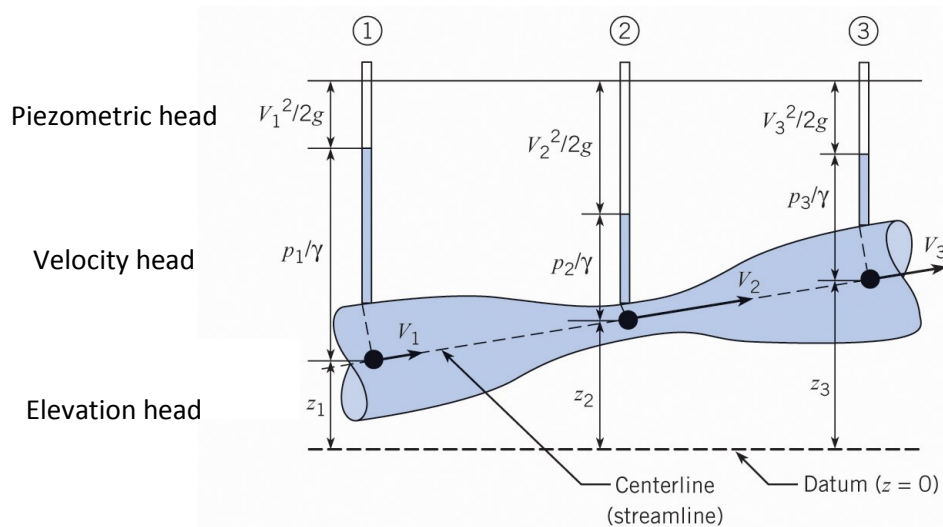 ① ② ③
Piezometric head
V₁²/2g
V₂²/2g
V₃²/2g
p₁/γ
p₂/γ
p₃/γ
Velocity head
V₁
V₂
V₃
Elevation head
z₁
z₂
z₃
Centerline
(streamline)
Datum (z = 0)